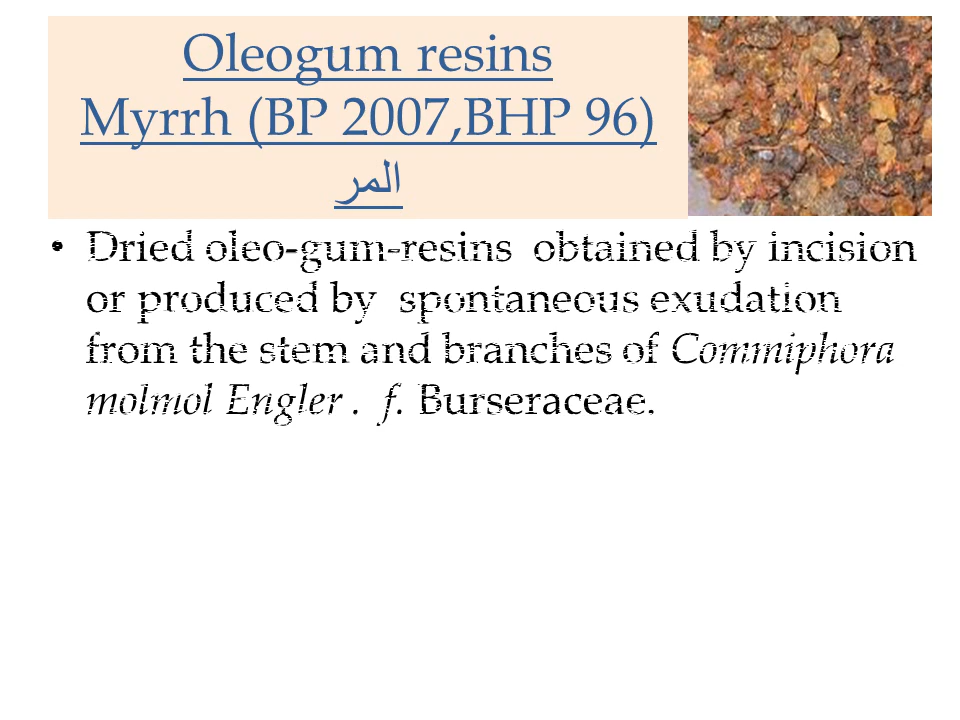 Oleogum resins
Myrrh (BP 2007,BHP 96)
المر
• Dried oleo-gum-resins obtained by incision
or produced by spontaneous exudation
from the stem and branches of Commiphora
molmol Engler . f. Burseraceae.